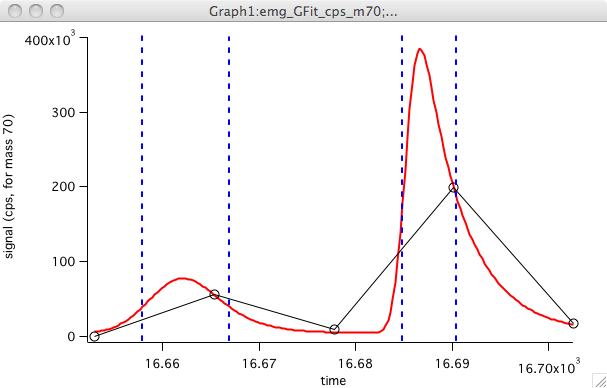 Graph1:emg_GFit_cps_m70;...
400x10³
300
200
100
0
signal (cps, for mass 70)
16.66
16.67
16.68
16.69
16.70x10³
time